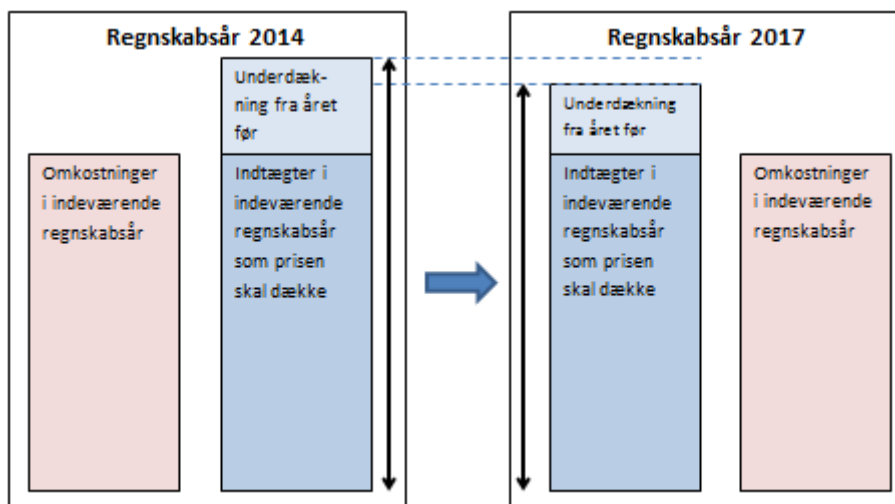 Regnskabsår 2014
Underdæk-
ning fra året
før
Omkostninger
i indeværende
regnskabsår
Indtægter i
indeværende
regnskabsår
som prisen
skal dække
Regnskabsår 2017
Underdækning
fra året før
Indtægter i
indeværende
regnskabsår
som prisen
skal dække
Omkostninger
i indeværende
regnskabsår